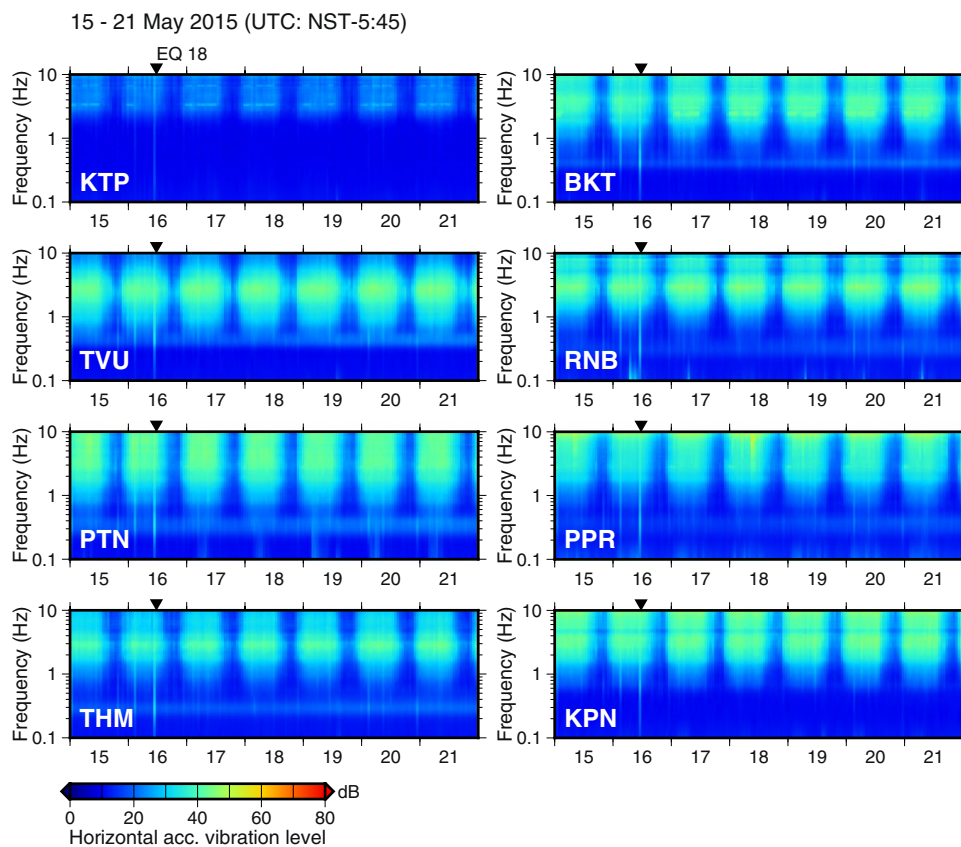 15 - 21 May 2015 (UTC: NST-5:45)
EQ 18
Frequency (Hz)
10
1
0.1
KTP
15 16 17 18 19 20 21
Frequency (Hz)
10
1
0.1
BKT
15 16 17 18 19 20 21
Frequency (Hz)
10
1
0.1
TVU
15 16 17 18 19 20 21
Frequency (Hz)
10
1
0.1
RNB
15 16 17 18 19 20 21
Frequency (Hz)
10
1
0.1
PTN
15 16 17 18 19 20 21
Frequency (Hz)
10
1
0.1
PPR
15 16 17 18 19 20 21
Frequency (Hz)
10
1
0.1
THM
15 16 17 18 19 20 21
Frequency (Hz)
10
1
0.1
KPN
15 16 17 18 19 20 21
dB
0 20 40 60 80
Horizontal acc. vibration level